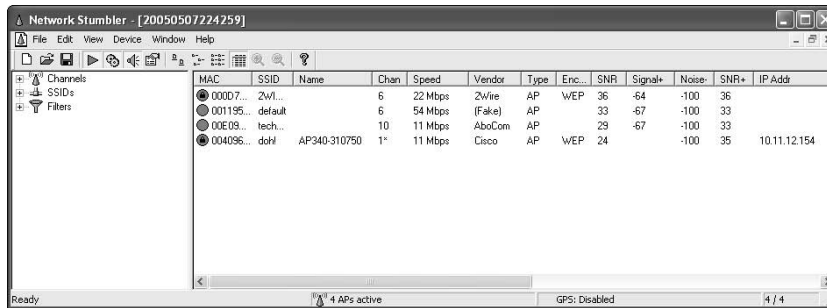 Network Stumbler - [20050507224259]
File Edit View Device Window Help
Channels
SSIDs
Filters
MAC SSID Name Chan Speed Vendor Type Enc... SNR Signal+ Noise- SNR+ IP Addr
000D7... 2WI... 6 22 Mbps 2Wire AP WEP 36 -64 -100 36
001195... default 6 54 Mbps (Fake) AP 33 -67 -100 33
00E09... tech... 10 11 Mbps AboCom AP 29 -67 -100 33
004096... dohl AP340-310750 1* 11 Mbps Cisco AP WEP 24 -100 35 10.11.12.154
Ready 4 APs active GPS: Disabled 4 / 4